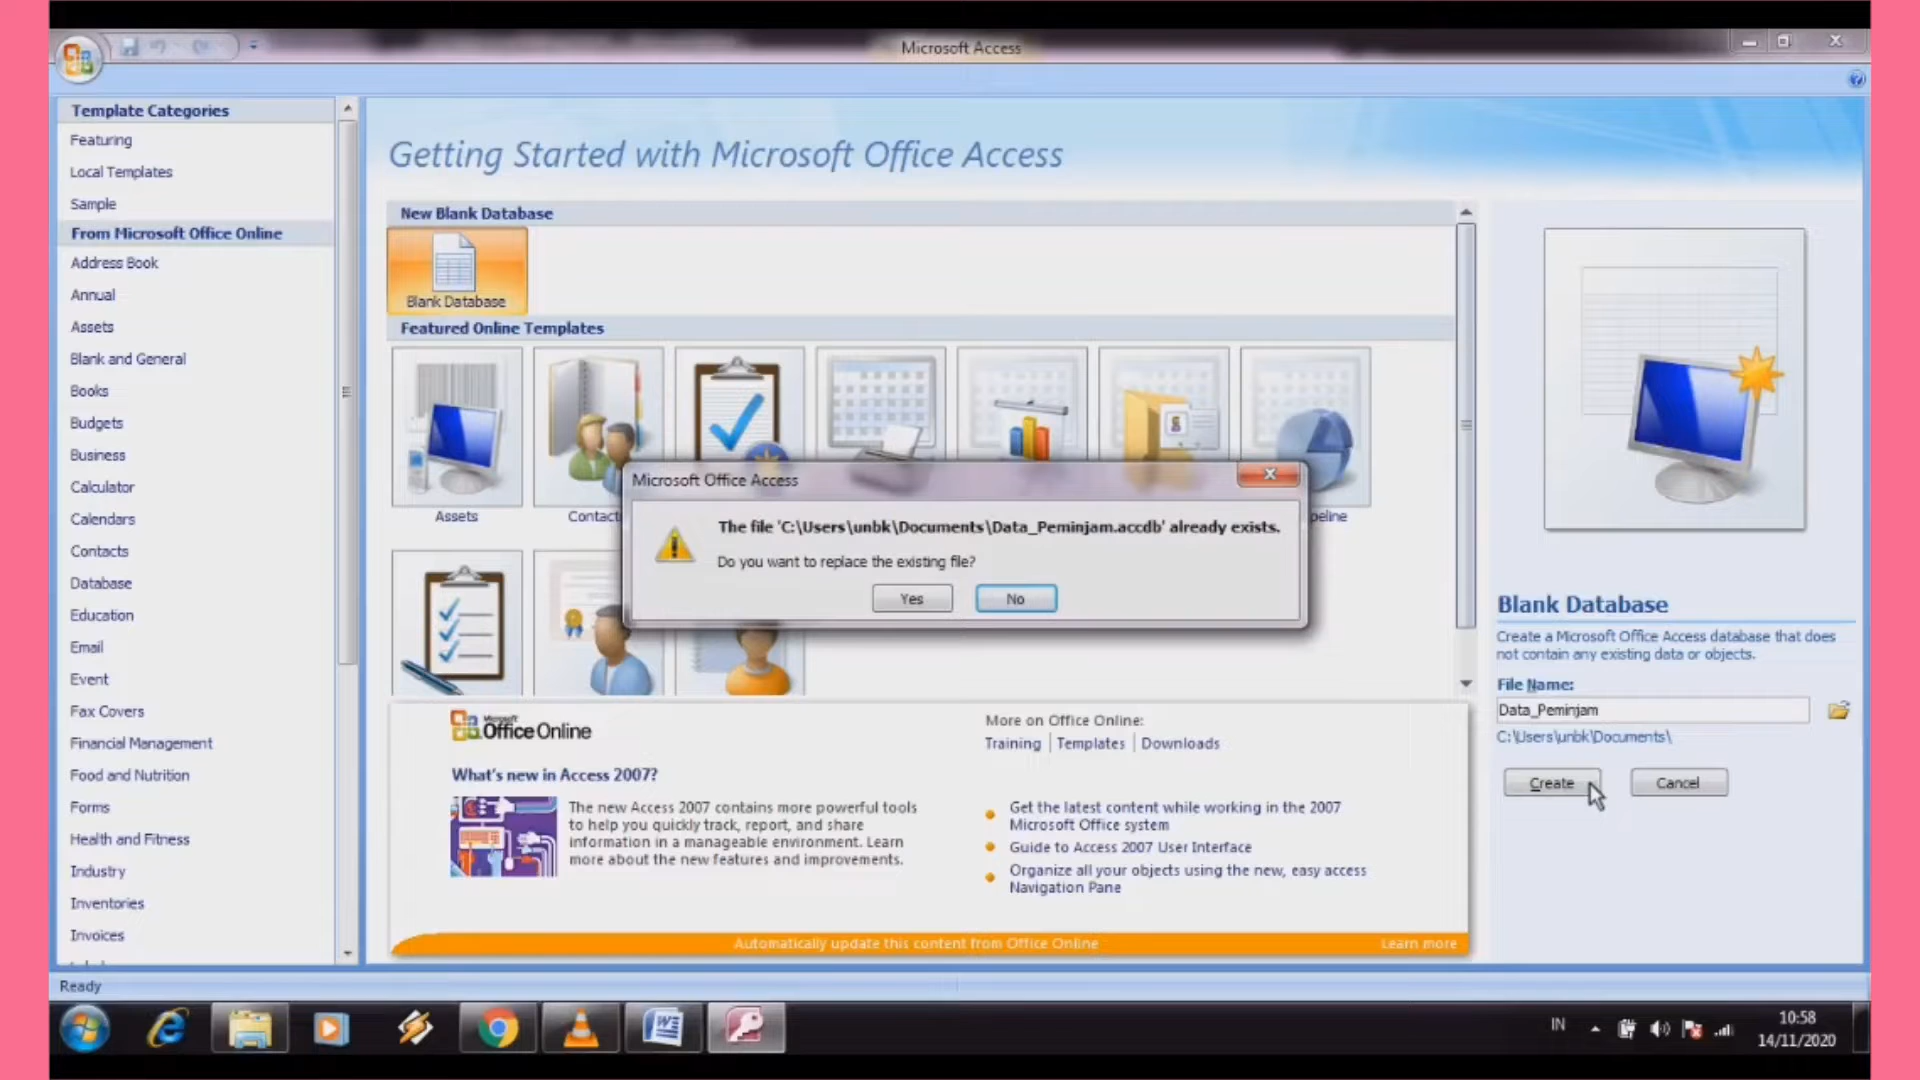 Microsoft Access
Template Categories
Featuring
Local Templates
Sample
From Microsoft Office Online
Address Book
Annual
Assets
Blank and General
Books
Budgets
Business
Calculator
Calendars
Contacts
Database
Education
Email
Event
Fax Covers
Financial Management
Food and Nutrition
Forms
Health and Fitness
Industry
Inventories
Invoices
Getting Started with Microsoft Office Access
New Blank Database
Blank Database
Featured Online Templates
Assets
Contact
peline
Microsoft Office Access
The file 'C:\Users\unbk\Documents\Data_Peminjam.accdb' already exists.
Do you want to replace the existing file?
Yes
No
Microsoft
Office Online
What's new in Access 2007?
The new Access 2007 contains more powerful tools
to help you quickly track, report, and share
information in a manageable environment. Learn
more about the new features and improvements.
More on Office Online:
Training | Templates | Downloads
Get the latest content while working in the 2007
Microsoft Office system
Guide to Access 2007 User Interface
Organize all your objects using the new, easy access
Navigation Pane
Automatically update this content from Office Online
Learn more
Blank Database
Create a Microsoft Office Access database that does
not contain any existing data or objects.
File Name:
Data_Peminjam
C:\Users\unbk\Documents\
Create
Cancel
Ready
IN
10:58
14/11/2020